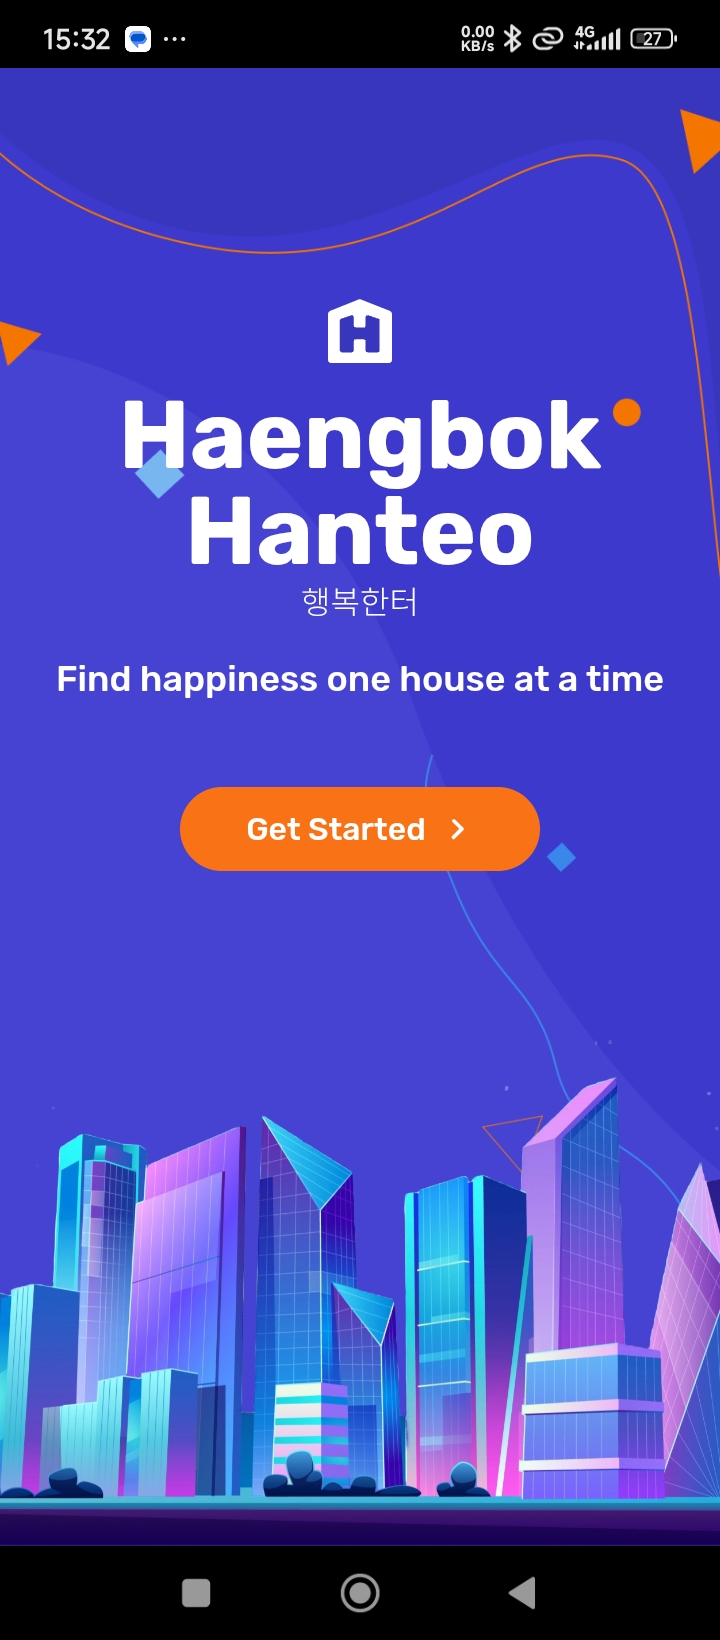 15:32
0.00
KB/s
4G
27
H
Haengbok
Hanteo
행복한터
Find happiness one house at a time
Get Started